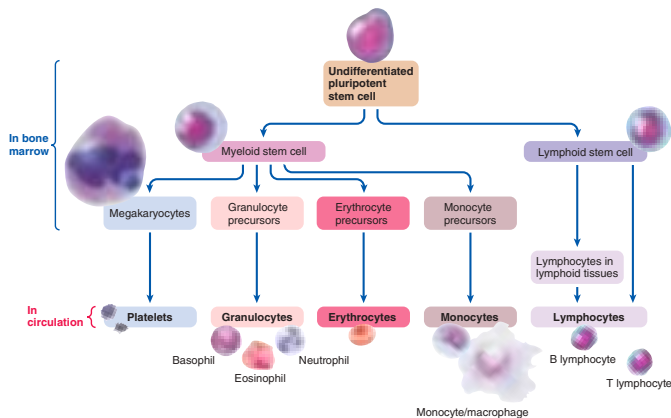 Undifferentiated
pluripotent
stem cell
In bone
marrow
Myeloid stem cell
Lymphoid stem cell
Megakaryocytes
Granulocyte
precursors
Erythrocyte
precursors
Monocyte
precursors
Lymphocytes in
lymphoid tissues
In
circulation
Platelets
Granulocytes
Erythrocytes
Monocytes
Lymphocytes
Basophil
Eosinophil
Neutrophil
Monocyte/macrophage
B lymphocyte
T lymphocyte